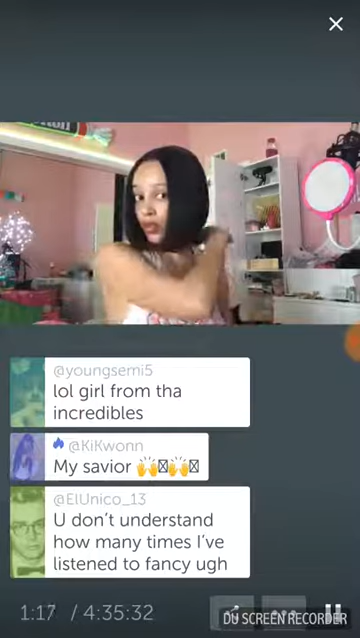 @youngsemi5
lol girl from tha
incredibles
@KiKwonn
My savior 🙌🙌
@ElUnico_13
U don't understand
how many times I've
listened to fancy ugh
1:17 / 4:35:32
DU SCREEN RECORDER